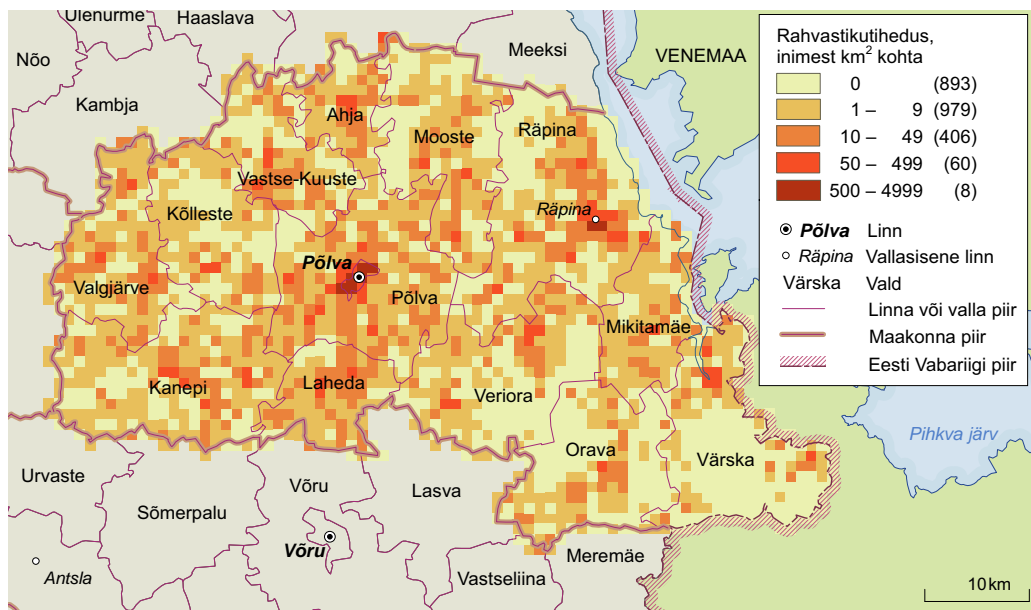 Ülenurme
Haaslava
Nõo
Meeksi
VENEMAA
Kambja
Ahja
Mooste
Räpina
Vastse-Kuuste
Kõlleste
Räpina
Põlva
Valgjärve
Põlva
Mikitamäe
Kanepi
Laheda
Veriora
Orava
Värska
Pihkva järv
Urvaste
Võru
Lasva
Sõmerpalu
Võru
Meremäe
Antsla
Vastseliina
10 km
Rahvastikutihedus,
inimest km² kohta
0 (893)
1 – 9 (979)
10 – 49 (406)
50 – 499 (60)
500 – 4999 (8)
Põlva Linn
Räpina Vallasisene linn
Värska Vald
Linna või valla piir
Maakonna piir
Eesti Vabariigi piir